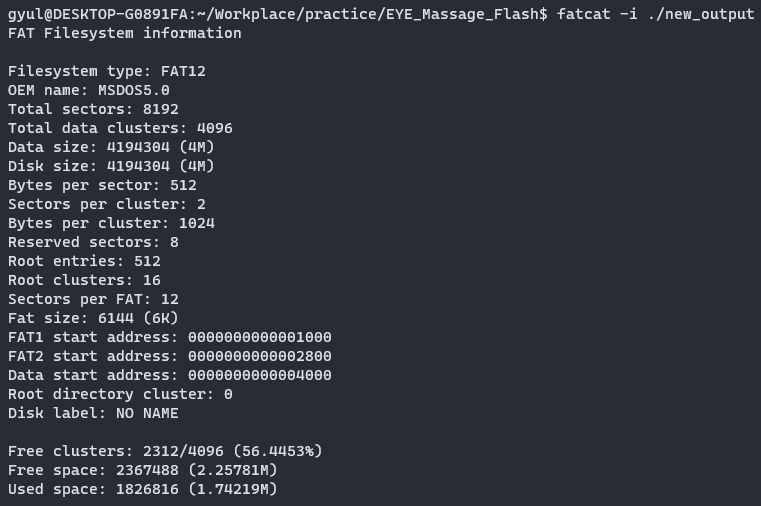 gyul@DESKTOP-G0891FA:~/Workplace/practice/EYE_Massage_Flash$ fatcat -i ./new_output
FAT Filesystem information
Filesystem type: FAT12
OEM name: MSDOS5.0
Total sectors: 8192
Total data clusters: 4096
Data size: 4194304 (4M)
Disk size: 4194304 (4M)
Bytes per sector: 512
Sectors per cluster: 2
Bytes per cluster: 1024
Reserved sectors: 8
Root entries: 512
Root clusters: 16
Sectors per FAT: 12
Fat size: 6144 (6K)
FAT1 start address: 0000000000001000
FAT2 start address: 0000000000002800
Data start address: 0000000000004000
Root directory cluster: 0
Disk label: NO NAME
Free clusters: 2312/4096 (56.4453%)
Free space: 2367488 (2.25781M)
Used space: 1826816 (1.74219M)